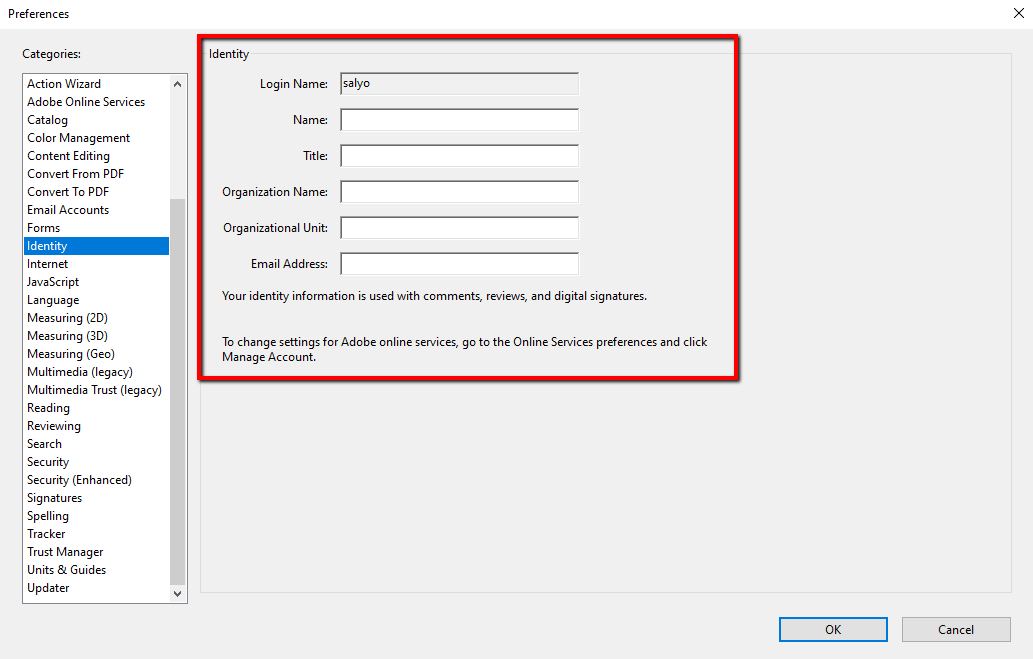 Preferences
Categories:
Action Wizard
Adobe Online Services
Catalog
Color Management
Content Editing
Convert From PDF
Convert To PDF
Email Accounts
Forms
Identity
Internet
JavaScript
Language
Measuring (2D)
Measuring (3D)
Measuring (Geo)
Multimedia (legacy)
Multimedia Trust (legacy)
Reading
Reviewing
Search
Security
Security (Enhanced)
Signatures
Spelling
Tracker
Trust Manager
Units & Guides
Updater
Identity
Login Name: salyo
Name:
Title:
Organization Name:
Organizational Unit:
Email Address:
Your identity information is used with comments, reviews, and digital signatures.
To change settings for Adobe online services, go to the Online Services preferences and click
Manage Account.
OK Cancel